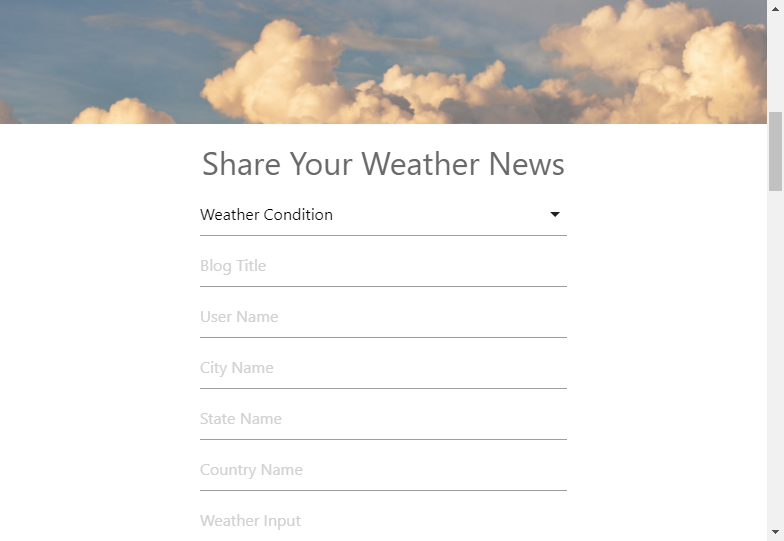 Share Your Weather News
Weather Condition
Blog Title
User Name
City Name
State Name
Country Name
Weather Input